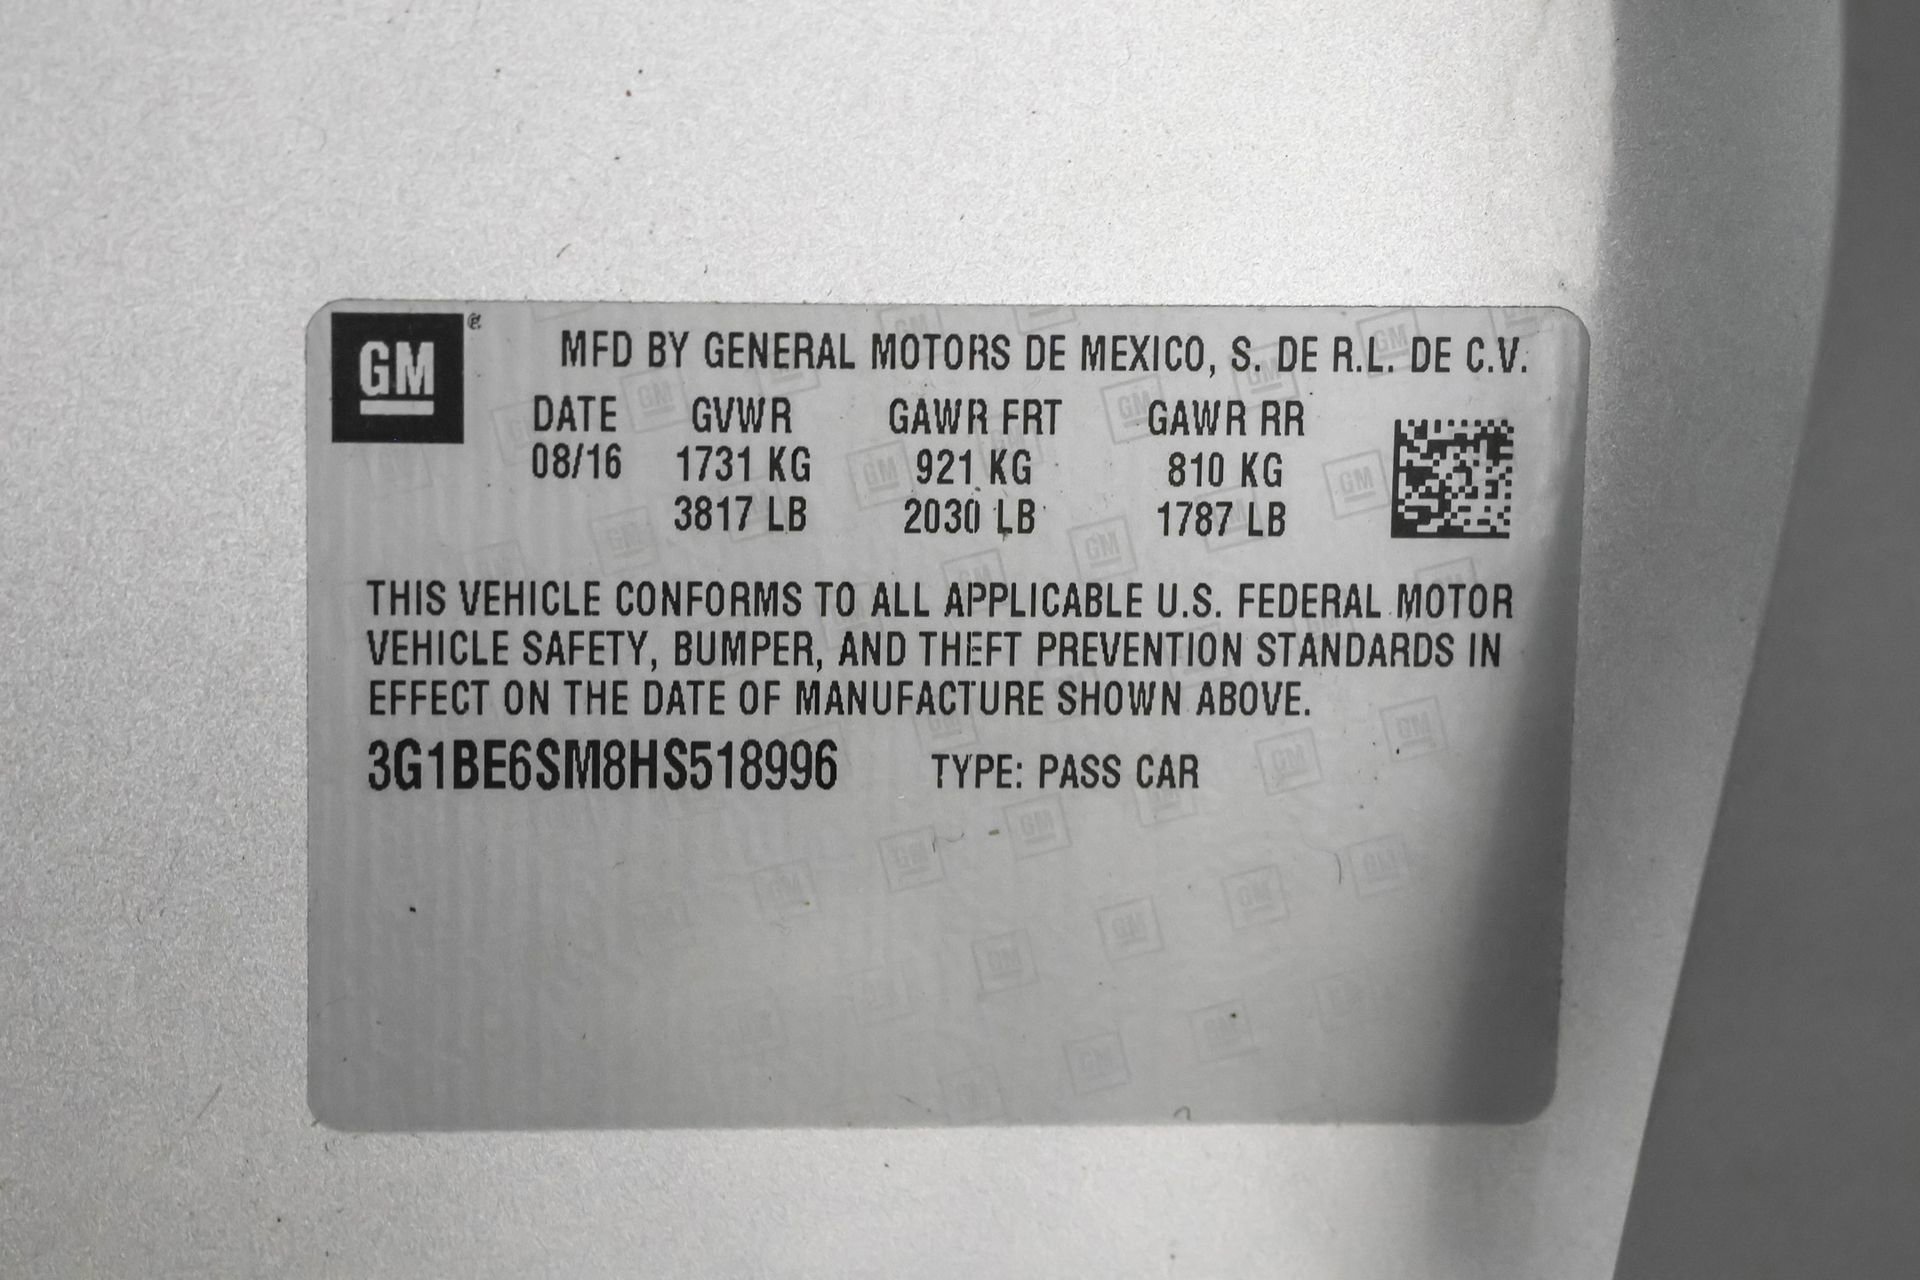 GM
MFD BY GENERAL MOTORS DE MEXICO, S. DE R.L. DE C.V.
DATE GVWR GAWR FRT GAWR RR
08/16 1731 KG 921 KG 810 KG
3817 LB 2030 LB 1787 LB
THIS VEHICLE CONFORMS TO ALL APPLICABLE U.S. FEDERAL MOTOR
VEHICLE SAFETY, BUMPER, AND THEFT PREVENTION STANDARDS IN
EFFECT ON THE DATE OF MANUFACTURE SHOWN ABOVE.
3G1BE6SM8HS518996 TYPE: PASS CAR